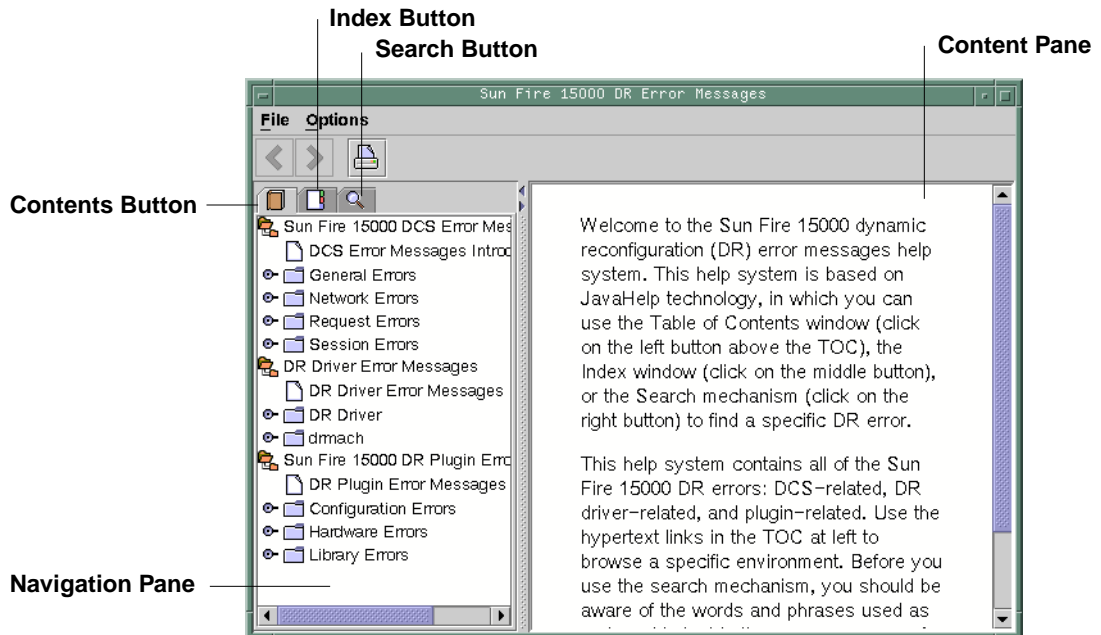 Index Button
Search Button
Content Pane
Sun Fire 15000 DR Error Messages
File Options
Contents Button
Sun Fire 15000 DCS Error Mes
DCS Error Messages Introd
General Errors
Network Errors
Request Errors
Session Errors
DR Driver Error Messages
DR Driver Error Messages
DR Driver
drmach
Sun Fire 15000 DR Plugin Erro
DR Plugin Error Messages
Configuration Errors
Hardware Errors
Library Errors
Navigation Pane
Welcome to the Sun Fire 15000 dynamic
reconfiguration (DR) error messages help
system. This help system is based on
JavaHelp technology, in which you can
use the Table of Contents window (click
on the left button above the TOC), the
Index window (click on the middle button),
or the Search mechanism (click on the
right button) to find a specific DR error.
This help system contains all of the Sun
Fire 15000 DR errors: DCS-related, DR
driver-related, and plugin-related. Use the
hypertext links in the TOC at left to
browse a specific environment. Before you
use the search mechanism, you should be
aware of the words and phrases used as